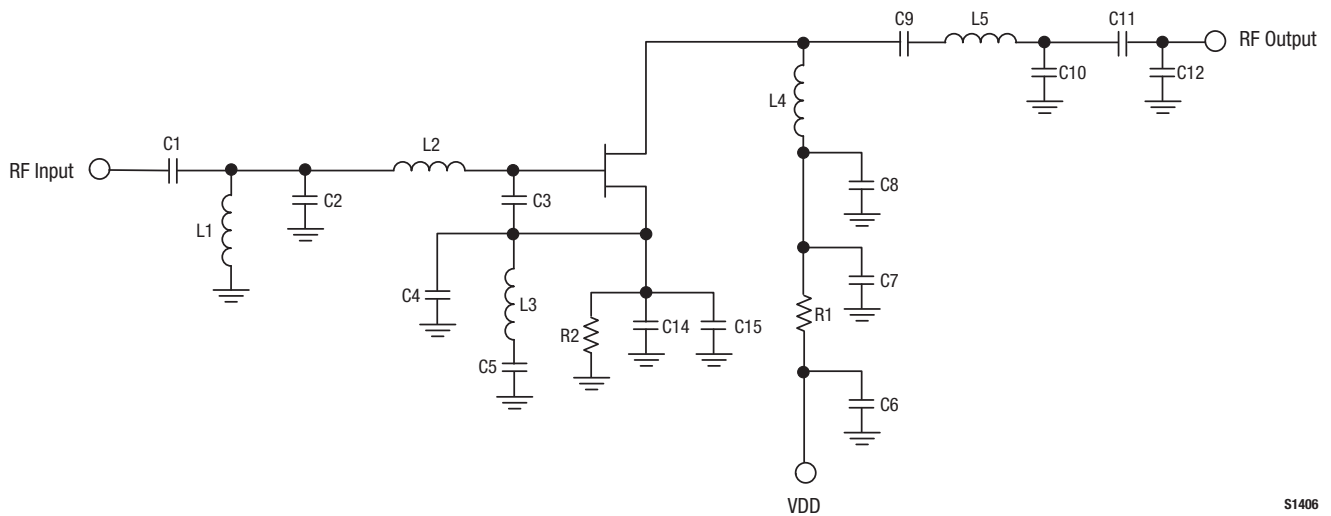 C9
L5
C11
RF Output
C10
C12
L4
C1
L2
RF Input
C8
C2
C3
L1
C7
C4
L3
R1
R2
C14
C15
C5
C6
VDD
S1406